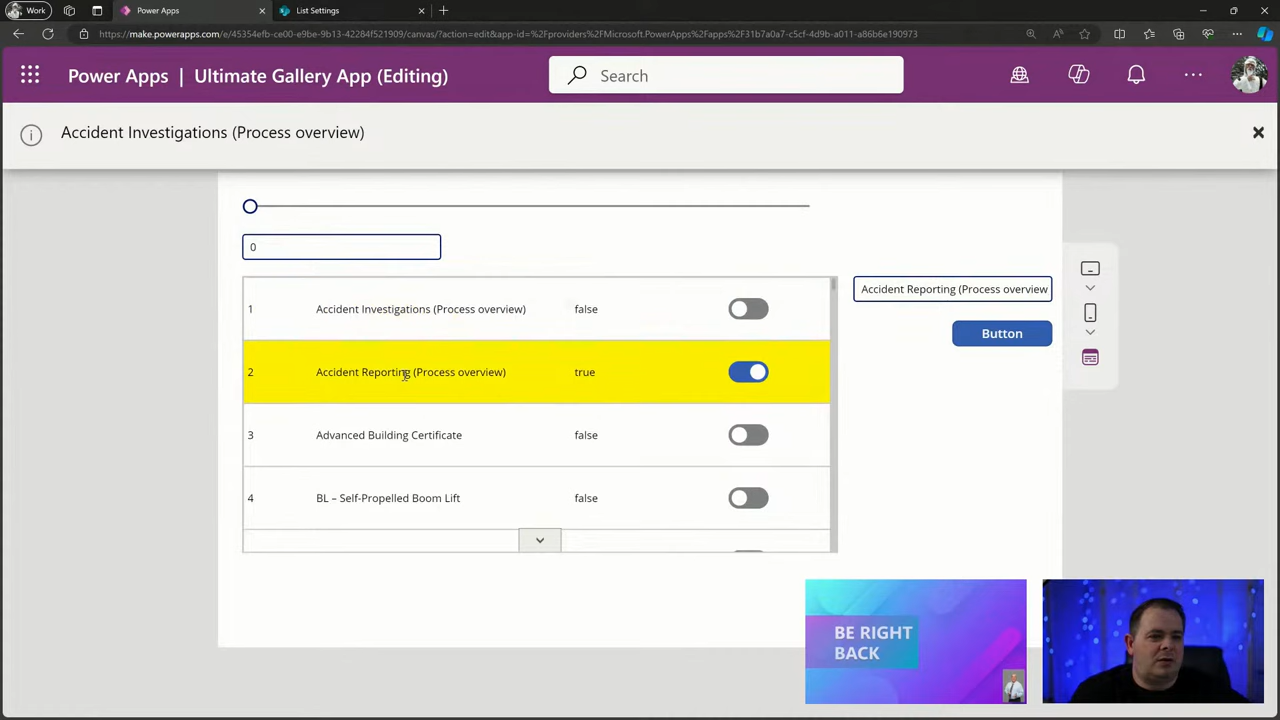 Work
Power Apps
List Settings
https://make.powerapps.com/e/45354efb-ce00-e9be-9b13-42284f521909/canvas/?action=edit&app-id=%2Fproviders%2FMicrosoft.PowerApps%2Fapps%2F31b7a0a7-c5cf-4d9b-a011-a86b6e190973
Power Apps | Ultimate Gallery App (Editing)
Search
Accident Investigations (Process overview)
0
1 Accident Investigations (Process overview) false
Accident Reporting (Process overview
Button
2 Accident Reporting (Process overview) true
3 Advanced Building Certificate false
4 BL – Self-Propelled Boom Lift false
BE RIGHT
BACK